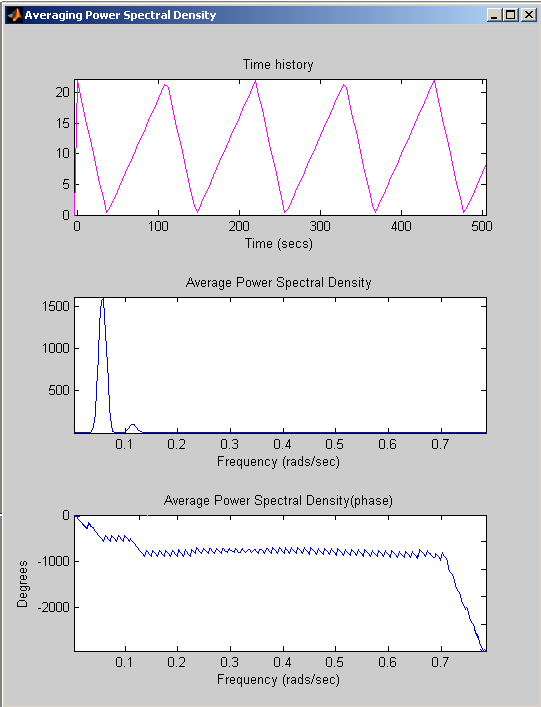 Averaging Power Spectral Density
Time history
20
15
10
5
0
0 100 200 300 400 500
Time (secs)
Average Power Spectral Density
1500
1000
500
0.1 0.2 0.3 0.4 0.5 0.6 0.7
Frequency (rads/sec)
Average Power Spectral Density(phase)
0
-1000
-2000
Degrees
0.1 0.2 0.3 0.4 0.5 0.6 0.7
Frequency (rads/sec)